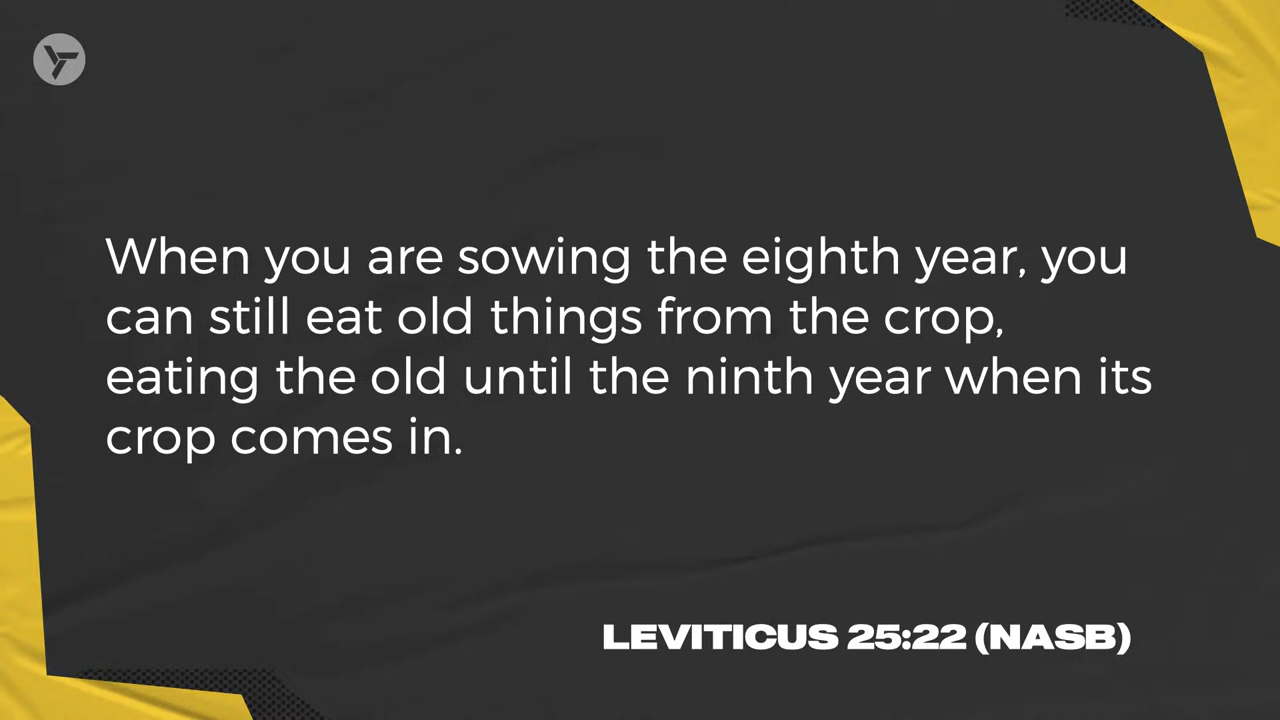 When you are sowing the eighth year, you
can still eat old things from the crop,
eating the old until the ninth year when its
crop comes in.
LEVITICUS 25:22 (NASB)